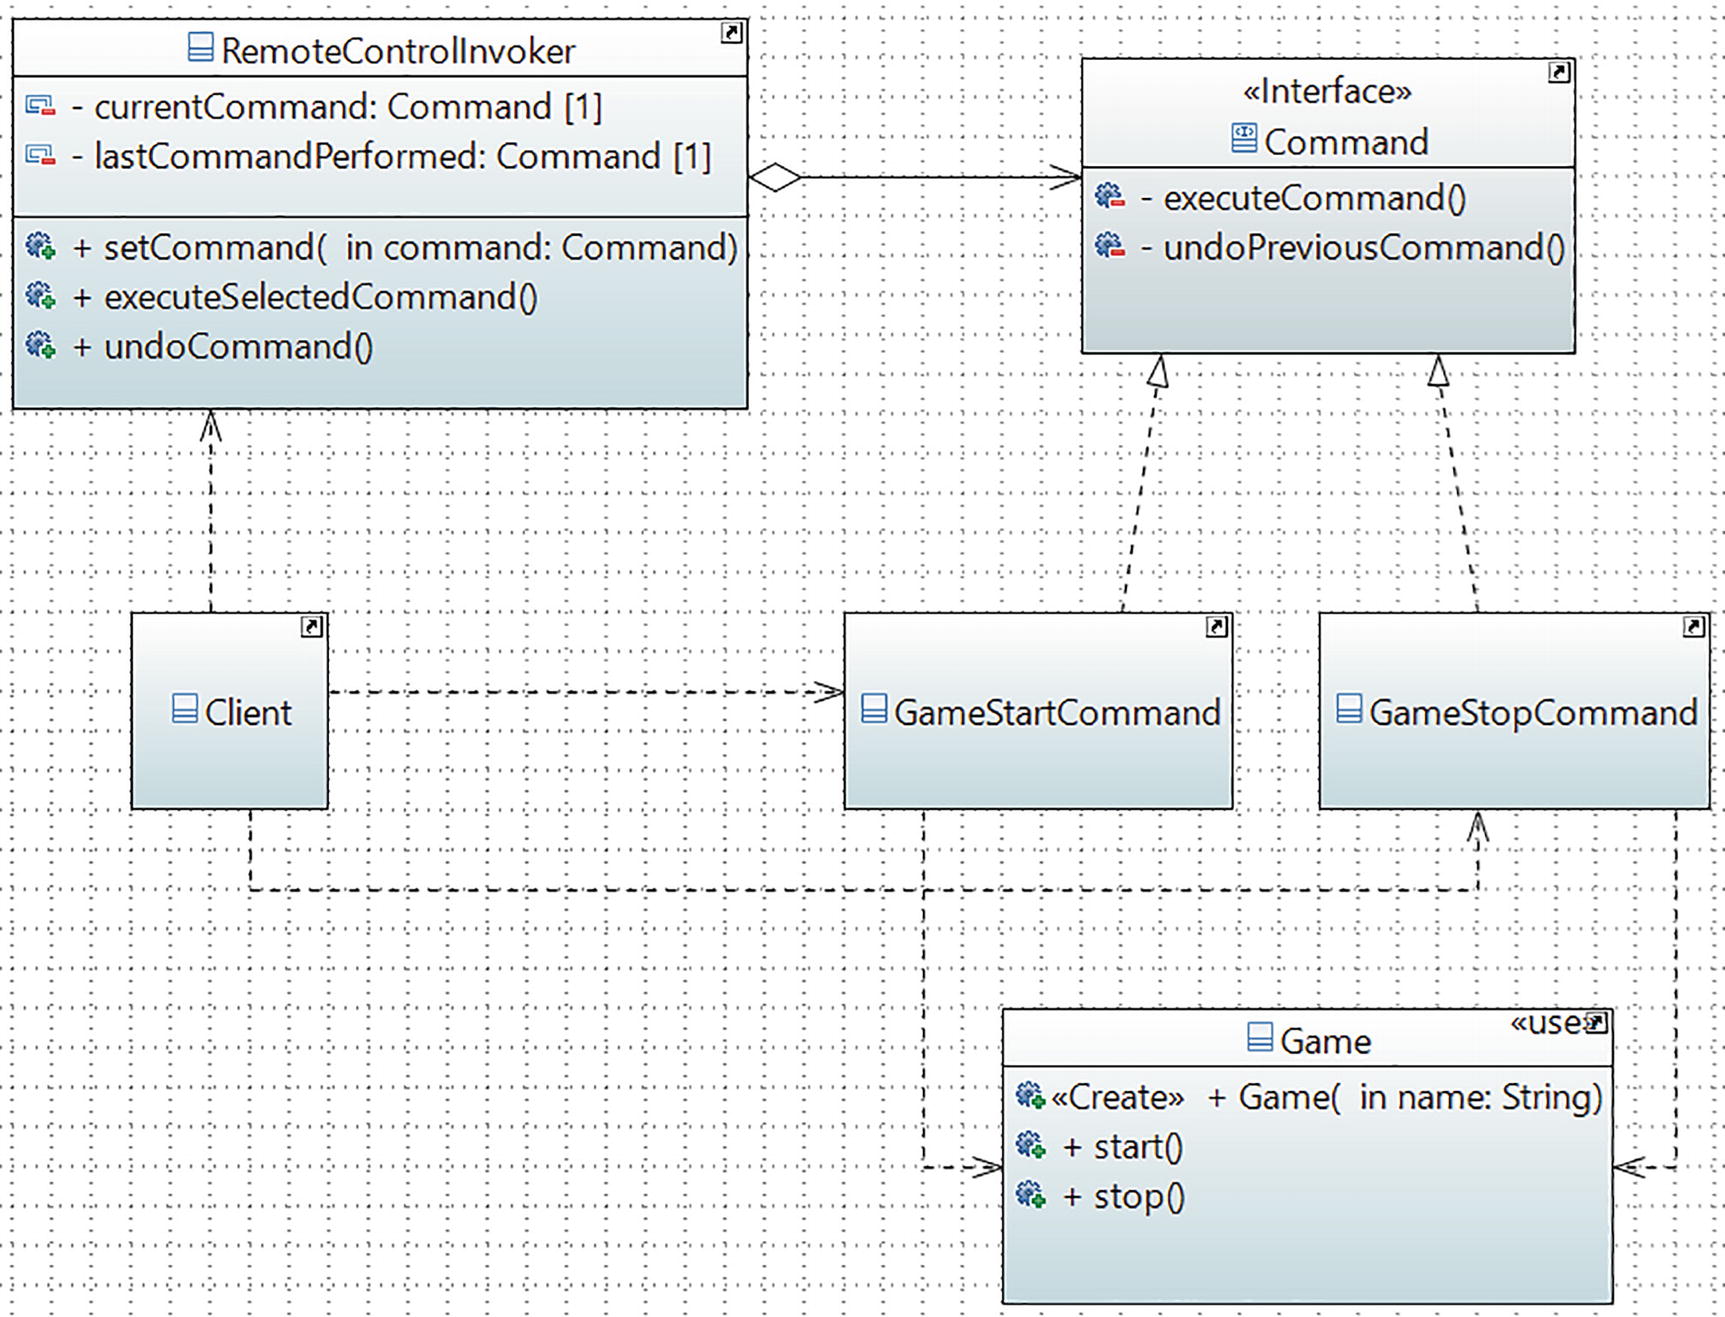 RemoteControlInvoker
- currentCommand: Command [1]
- lastCommandPerformed: Command [1]
+ setCommand( in command: Command)
+ executeSelectedCommand()
+ undoCommand()
«Interface»
Command
- executeCommand()
- undoPreviousCommand()
Client
GameStartCommand
GameStopCommand
«use»
Game
«Create» + Game( in name: String)
+ start()
+ stop()